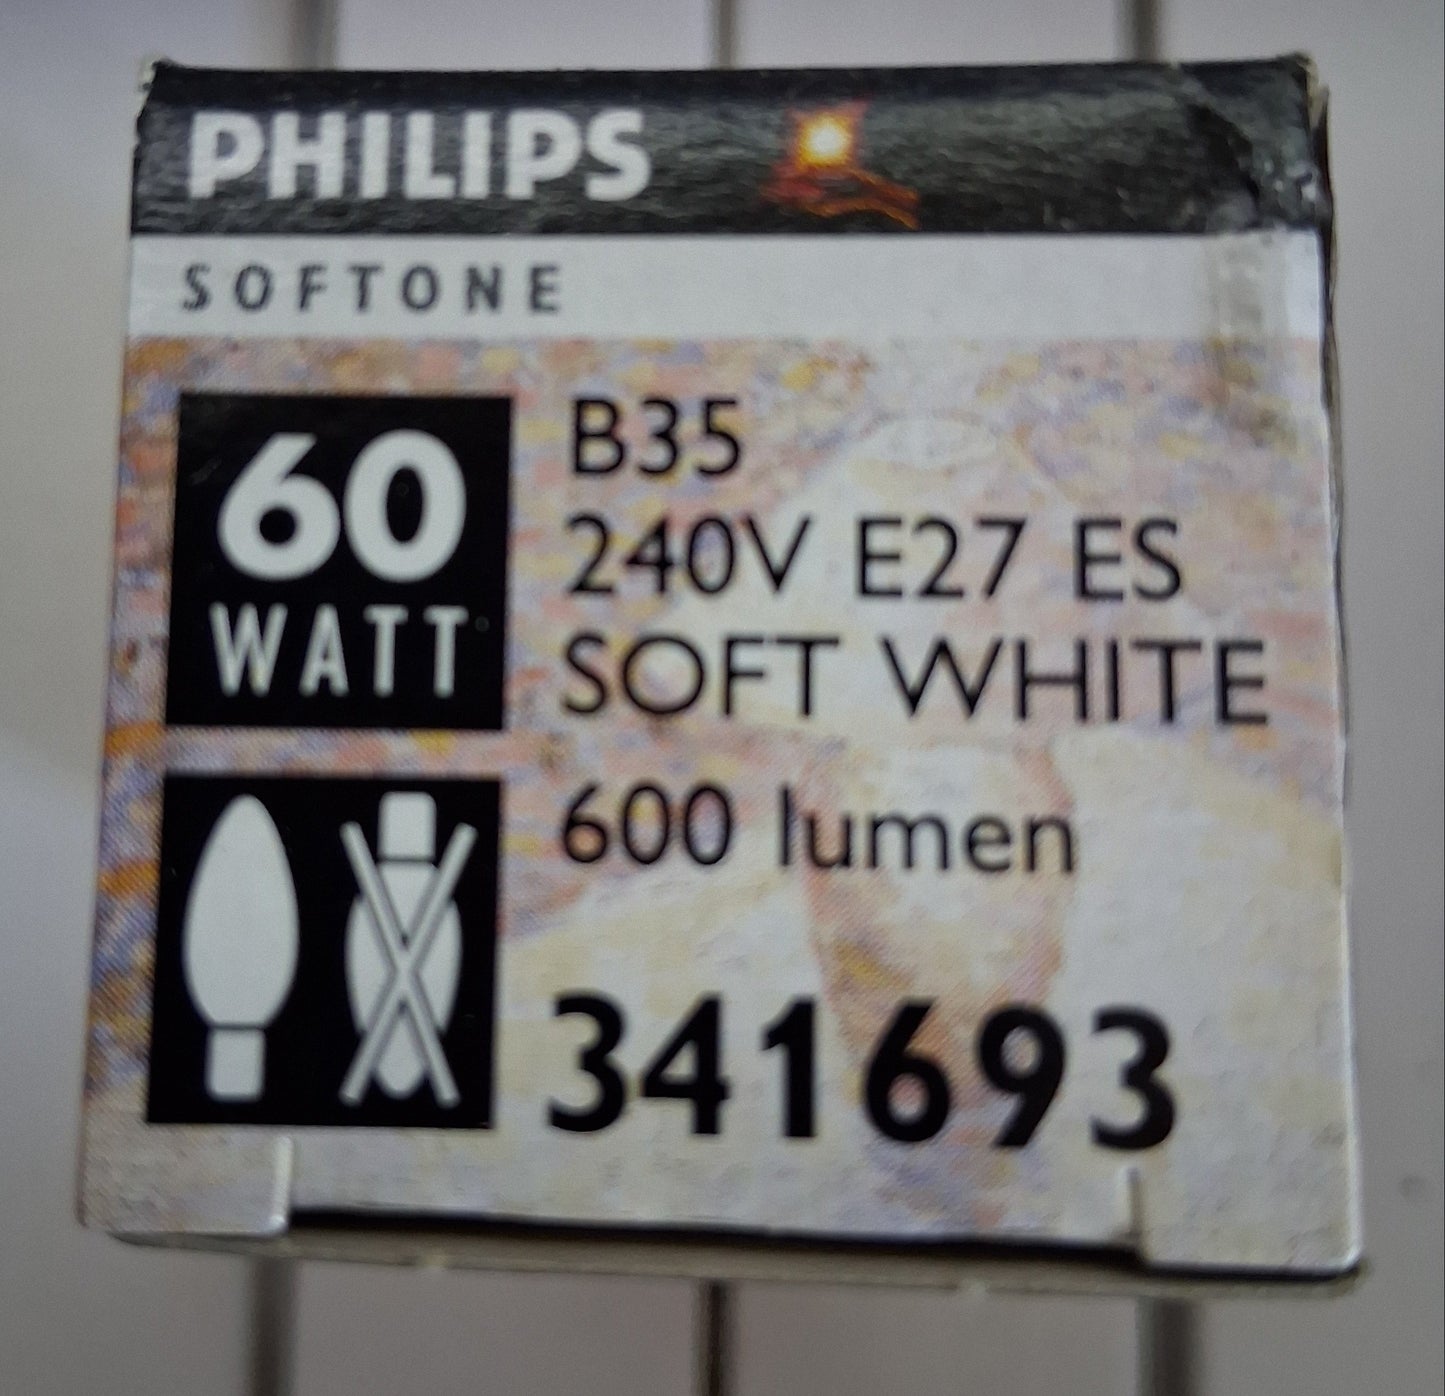 PHILIPS
SOFTONE
60
WATT
B35
240V E27 ES
SOFT WHITE
600 lumen
341693